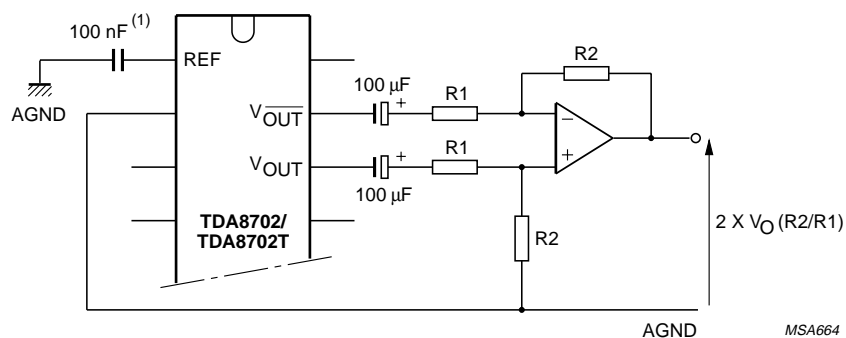 100 nF (1)
REF
AGND
V OUT
V OUT
TDA8702/
TDA8702T
100 μF
+
R1
R2
−
+
R1
100 μF
+
R2
2 X VO (R2/R1)
AGND
MSA664